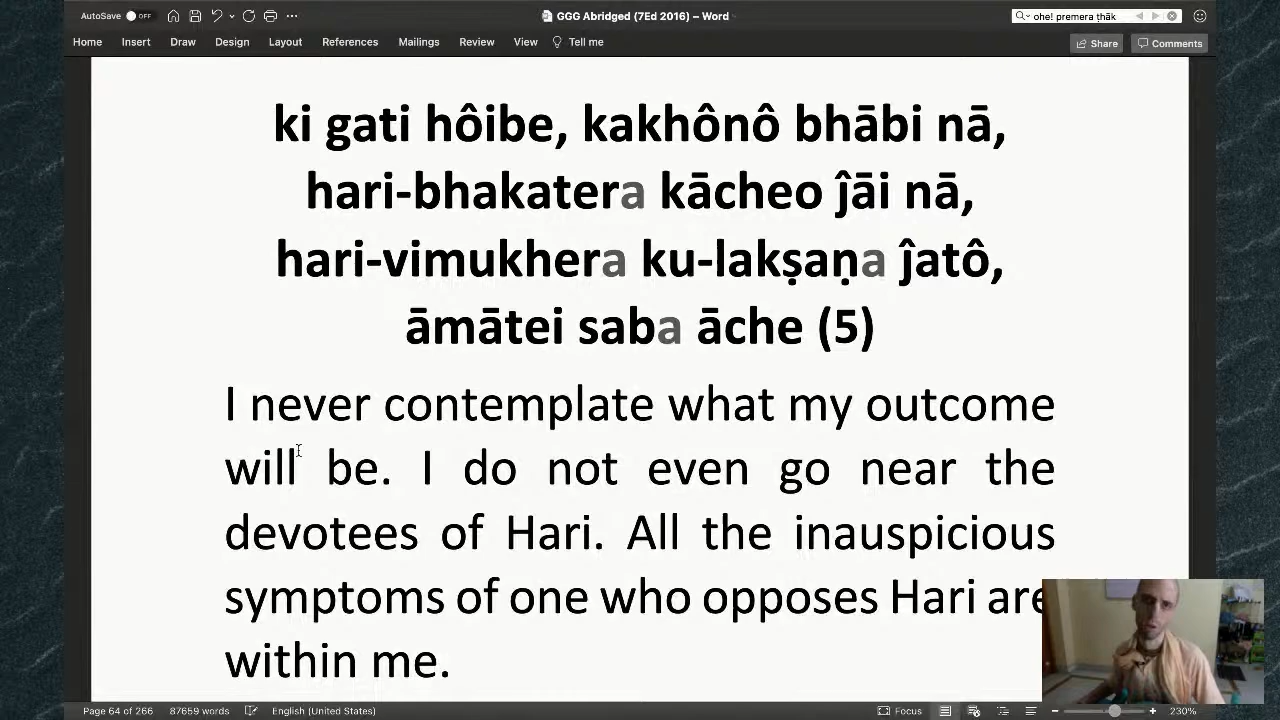 AutoSave OFF
GGG Abridged (7Ed 2016) – Word
ohe! premera ṭhāk
Home Insert Draw Design Layout References Mailings Review View Tell me
Share Comments
ki gati hôibe, kakhônô bhābi nā,
hari-bhakatera kācheo ĵāi nā,
hari-vimukhera ku-lakṣaṇa ĵatô,
āmātei saba āche (5)
I never contemplate what my outcome
will be. I do not even go near the
devotees of Hari. All the inauspicious
symptoms of one who opposes Hari are
within me.
Page 64 of 266 87659 words English (United States) Focus 230%